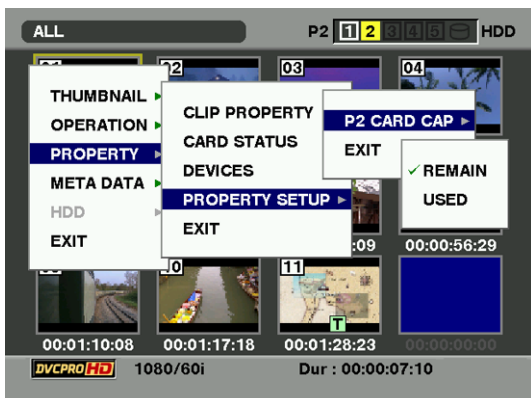 ALL
P2 1 2 3 4 5 HDD
02
03
04
THUMBNAIL
OPERATION
PROPERTY
META DATA
HDD
EXIT
CLIP PROPERTY
CARD STATUS
DEVICES
PROPERTY SETUP
EXIT
P2 CARD CAP
EXIT
✓ REMAIN
USED
:09
00:00:56:29
10
11
T
00:01:10:08
00:01:17:18
00:01:28:23
00:00:00:00
DVCPRO HD
1080/60i
Dur : 00:00:07:10